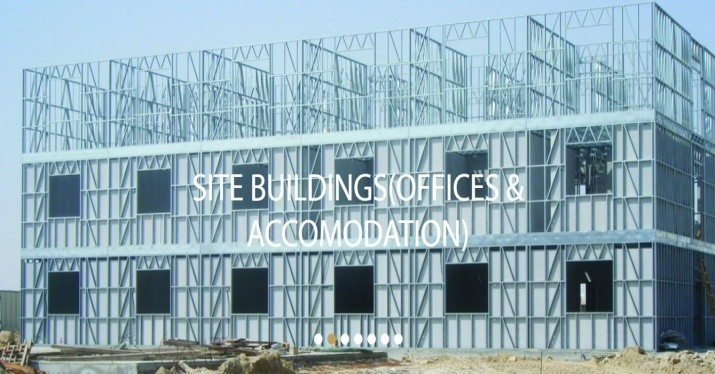 SITE BUILDINGS(OFFICES &
ACCOMODATION)